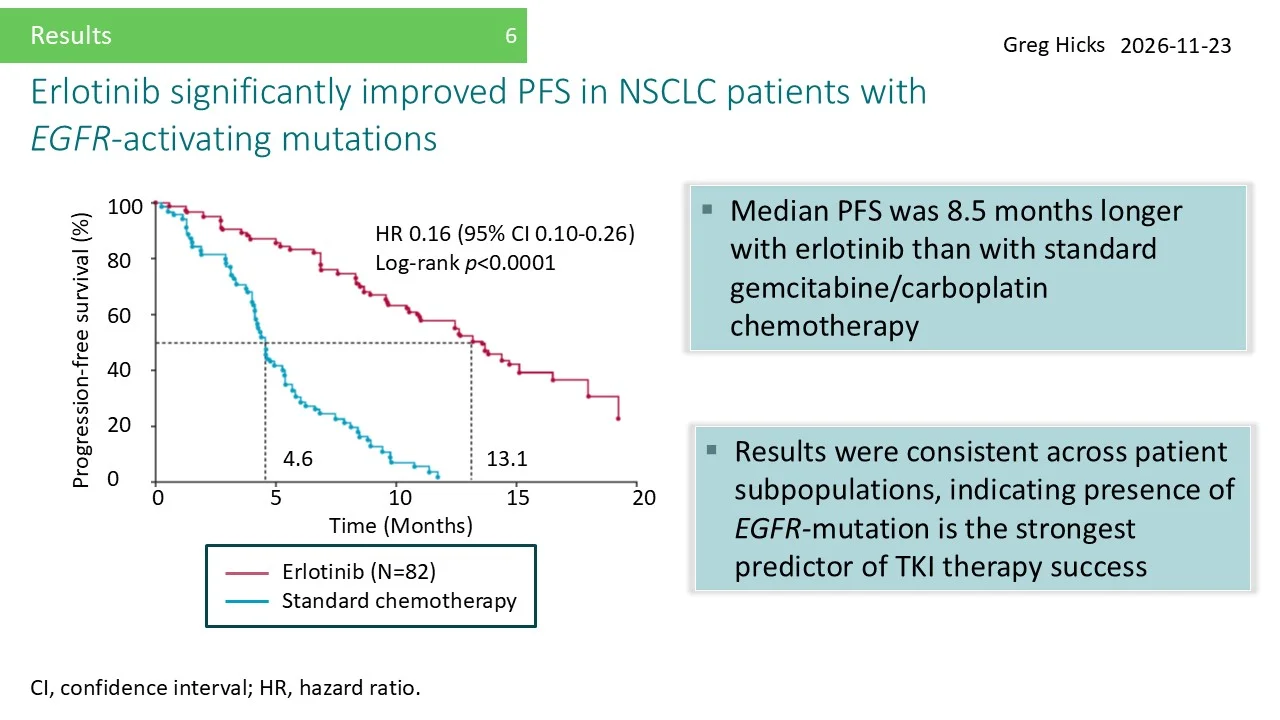 Results 6
Greg Hicks 2026-11-23
Erlotinib significantly improved PFS in NSCLC patients with
EGFR-activating mutations
Progression-free survival (%)
100
80
60
40
20
0
HR 0.16 (95% CI 0.10-0.26)
Log-rank p<0.0001
4.6 13.1
0 5 10 15 20
Time (Months)
Erlotinib (N=82)
Standard chemotherapy
▪ Median PFS was 8.5 months longer
with erlotinib than with standard
gemcitabine/carboplatin
chemotherapy
▪ Results were consistent across patient
subpopulations, indicating presence of
EGFR-mutation is the strongest
predictor of TKI therapy success
CI, confidence interval; HR, hazard ratio.